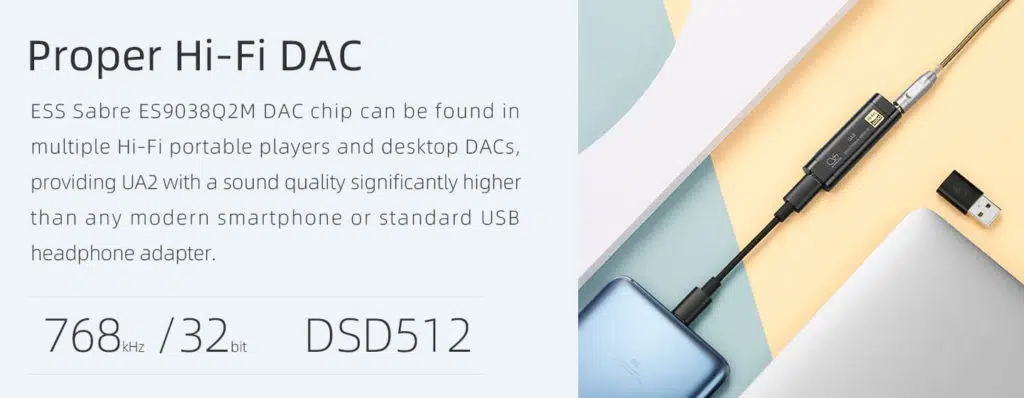 Proper Hi-Fi DAC
ESS Sabre ES9038Q2M DAC chip can be found in
multiple Hi-Fi portable players and desktop DACs,
providing UA2 with a sound quality significantly higher
than any modern smartphone or standard USB
headphone adapter.
768kHz /32bit DSD512
UA2